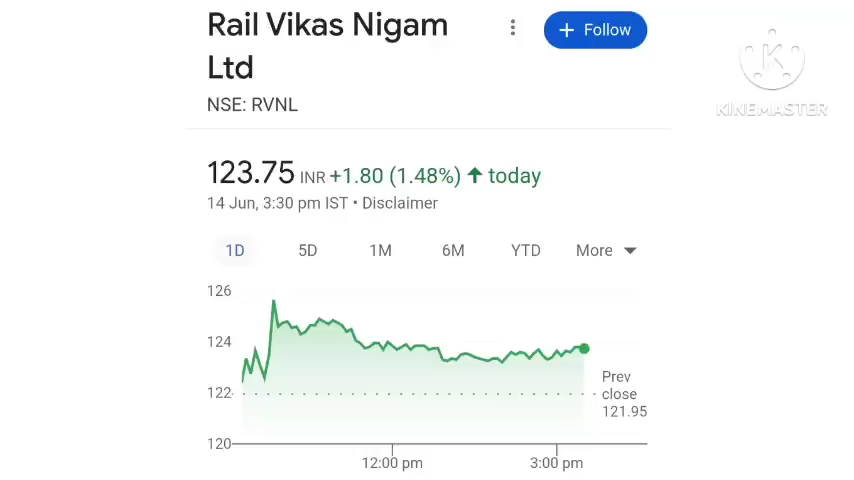 Rail Vikas Nigam
Ltd
+ Follow
NSE: RVNL
K
KINEMASTER
123.75 INR +1.80 (1.48%) ↑ today
14 Jun, 3:30 pm IST • Disclaimer
1D 5D 1M 6M YTD More
126
124
122
120
Prev
close
121.95
12:00 pm 3:00 pm